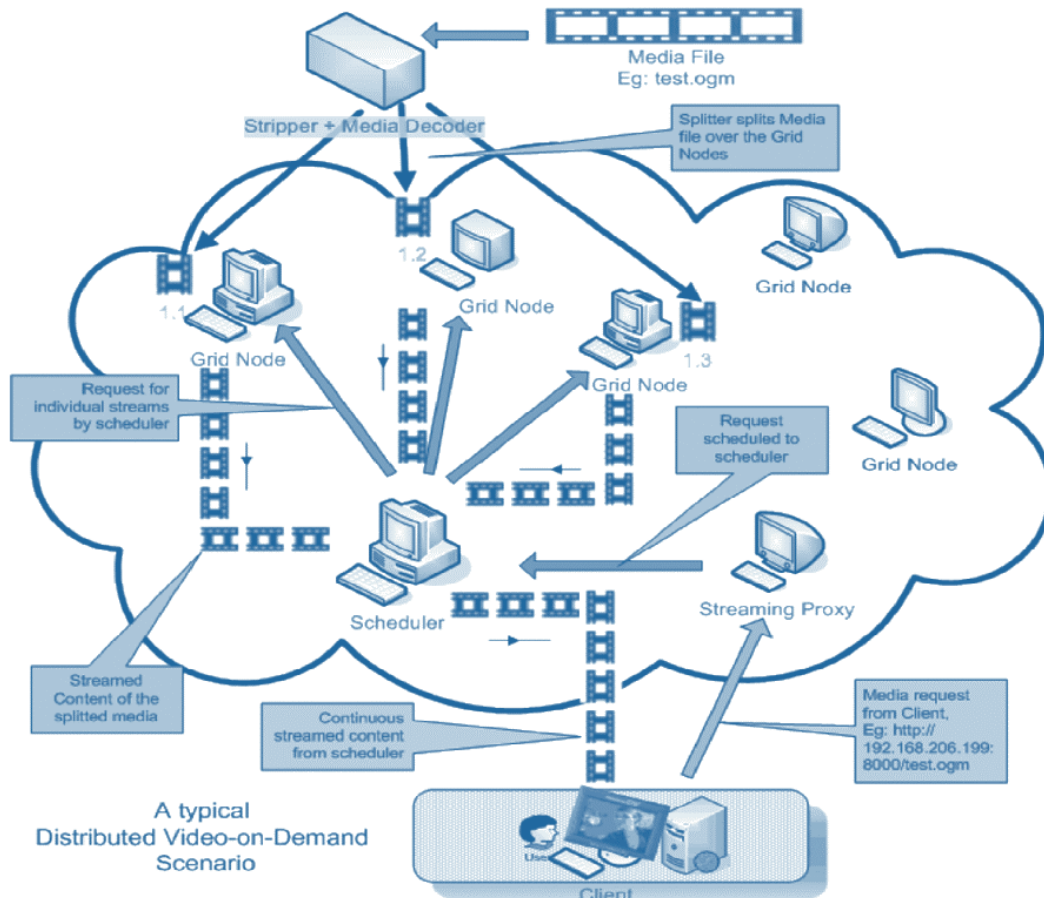 Media File
Eg: test.ogm
Stripper + Media Decoder
Splitter splits Media
file over the Grid
Nodes
1.1
Grid Node
1.2
Grid Node
1.3
Grid Node
Grid Node
Grid Node
Request for
individual streams
by scheduler
Request
scheduled to
scheduler
Scheduler
Streaming Proxy
Streamed
Content of the
splitted media
Continuous
streamed content
from scheduler
Media request
from Client,
Eg: http://
192.168.206.199:
8000/test.ogm
A typical
Distributed Video-on-Demand
Scenario
User
Client